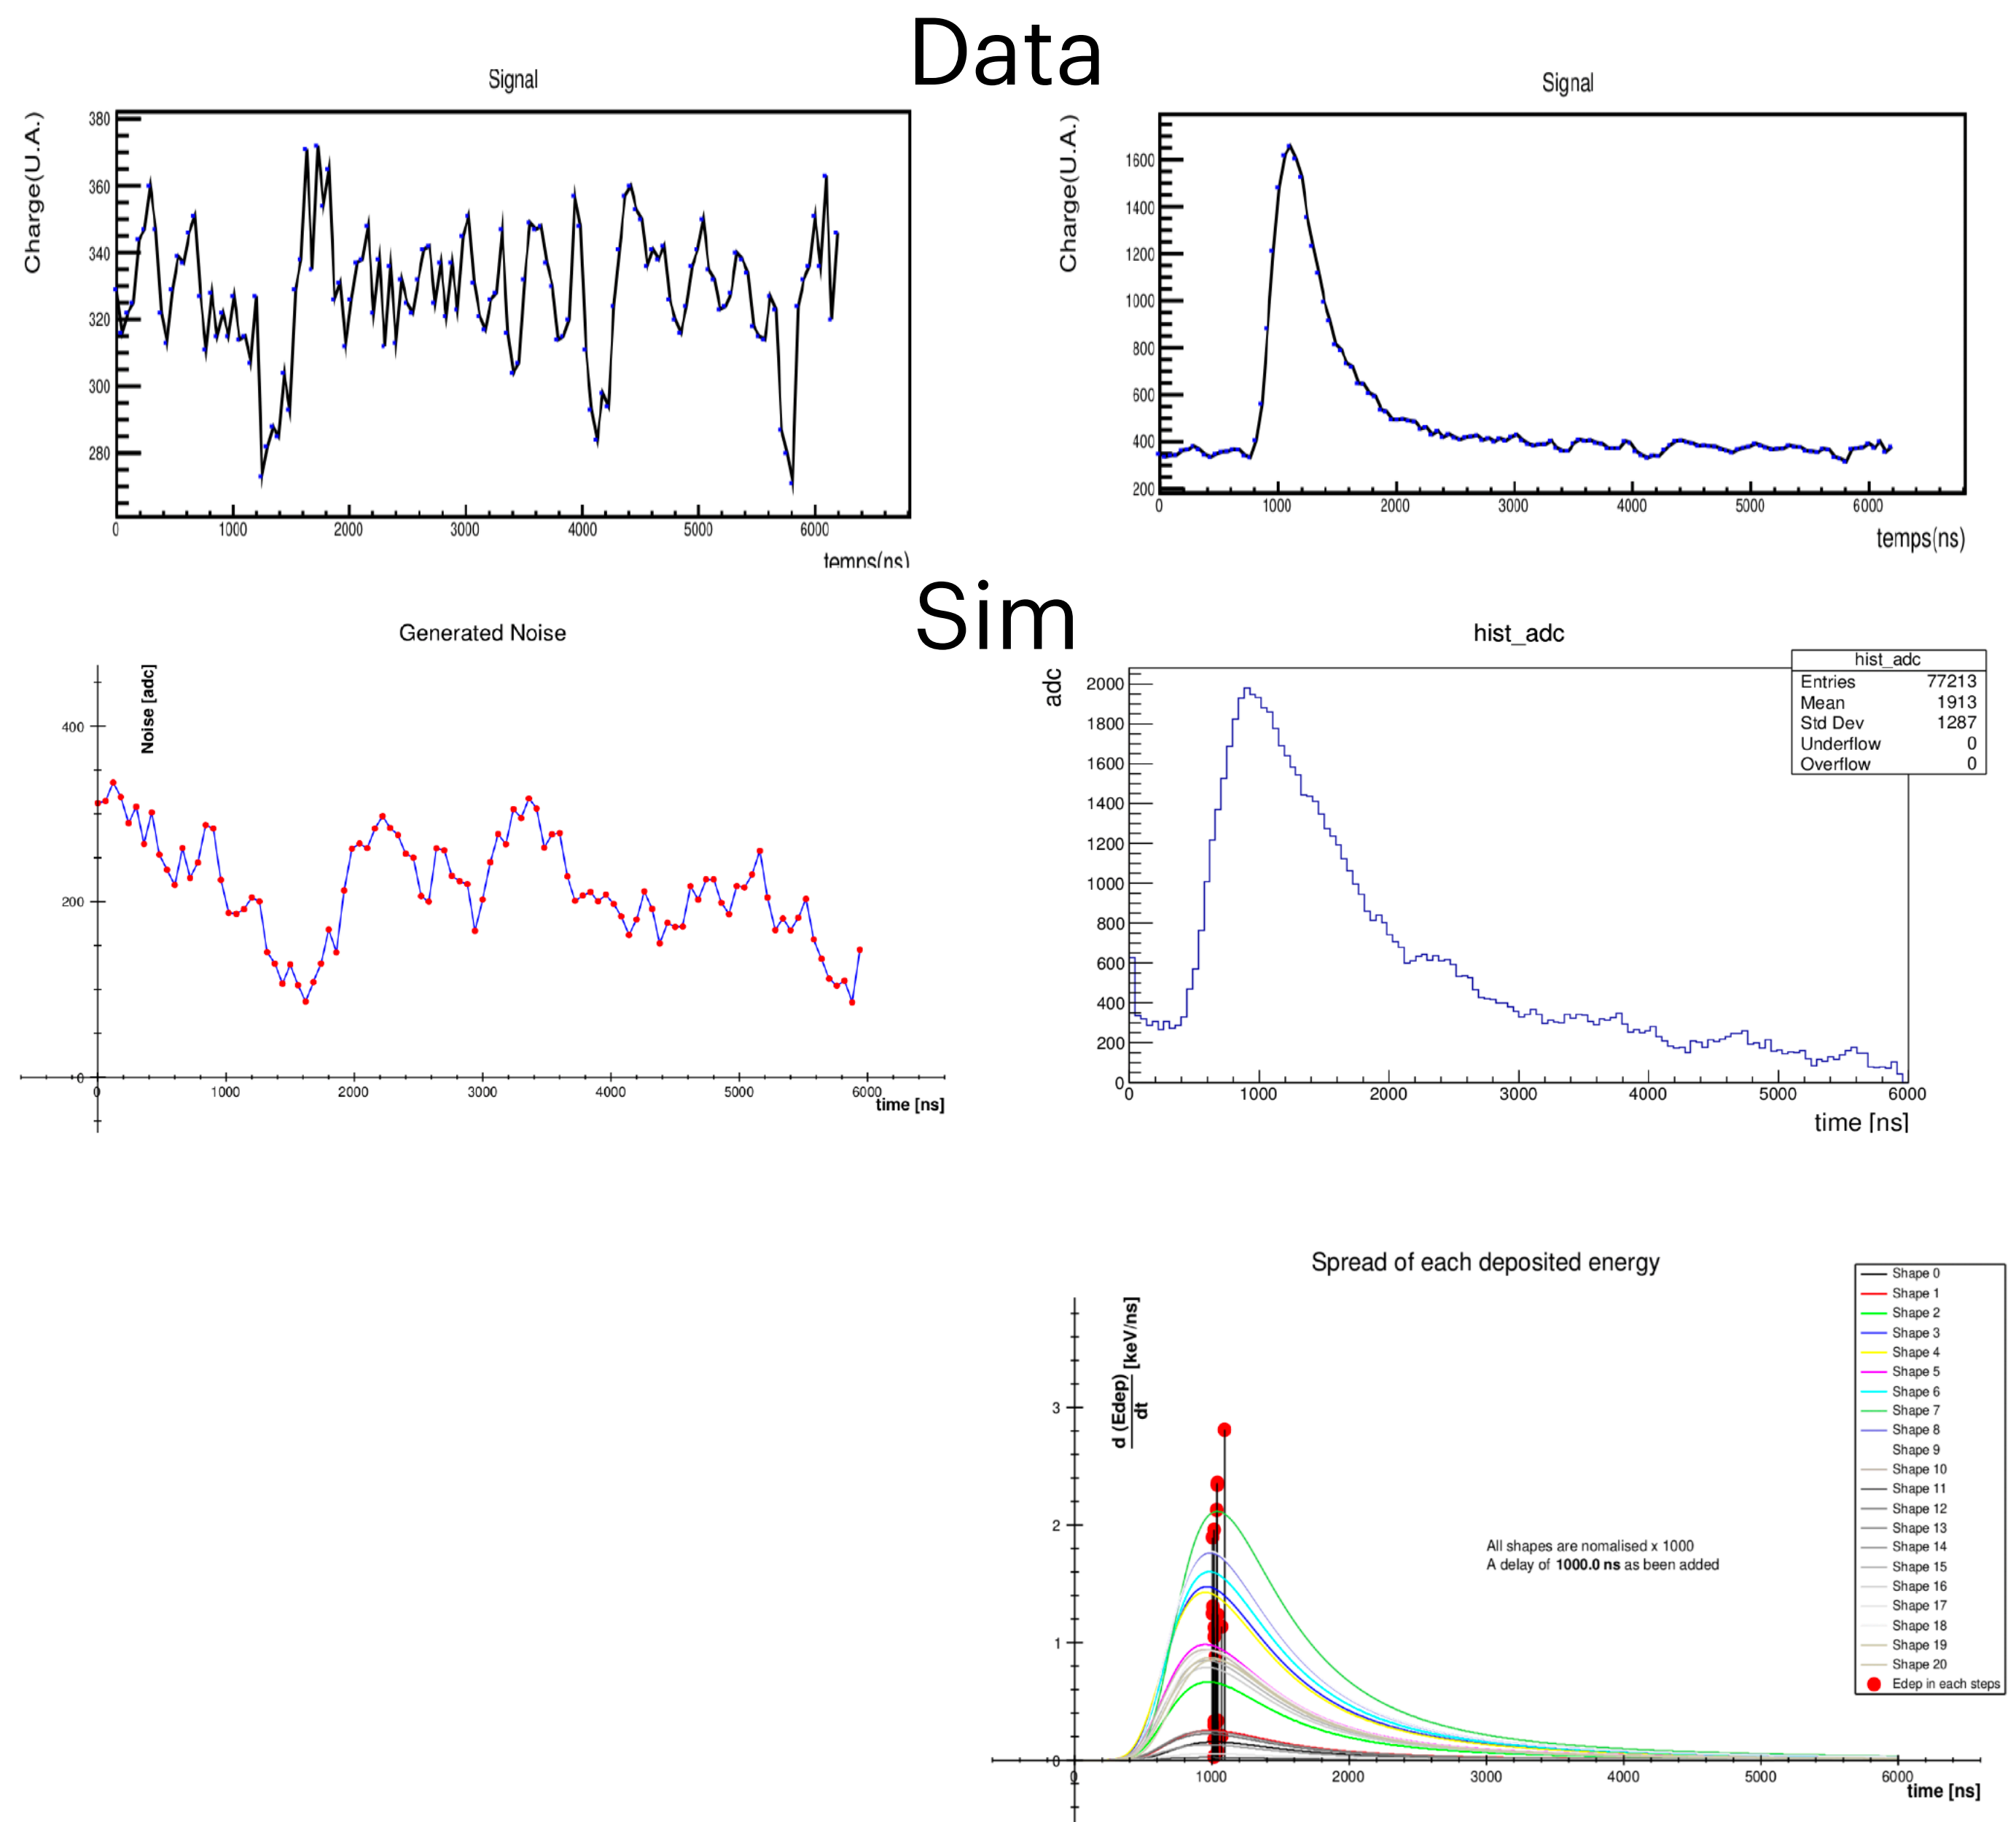 Data
Signal
Charge(U.A.)
380
360
340
320
300
280
0 1000 2000 3000 4000 5000 6000
temps(ns)
Signal
Charge(U.A.)
1600
1400
1200
1000
800
600
400
200
0 1000 2000 3000 4000 5000 6000
temps(ns)
Sim
Generated Noise
Noise [adc]
400
200
0
0 1000 2000 3000 4000 5000 6000
time [ns]
hist_adc
adc
2000
1800
1600
1400
1200
1000
800
600
400
200
0
0 1000 2000 3000 4000 5000 6000
time [ns]
hist_adc
Entries 77213
Mean 1913
Std Dev 1287
Underflow 0
Overflow 0
Spread of each deposited energy
d (Edep)
dt
[keV/ns]
3
2
1
0
0 1000 2000 3000 4000 5000 6000
time [ns]
All shapes are nomalised x 1000
A delay of 1000.0 ns as been added
Shape 0
Shape 1
Shape 2
Shape 3
Shape 4
Shape 5
Shape 6
Shape 7
Shape 8
Shape 9
Shape 10
Shape 11
Shape 12
Shape 13
Shape 14
Shape 15
Shape 16
Shape 17
Shape 18
Shape 19
Shape 20
Edep in each steps